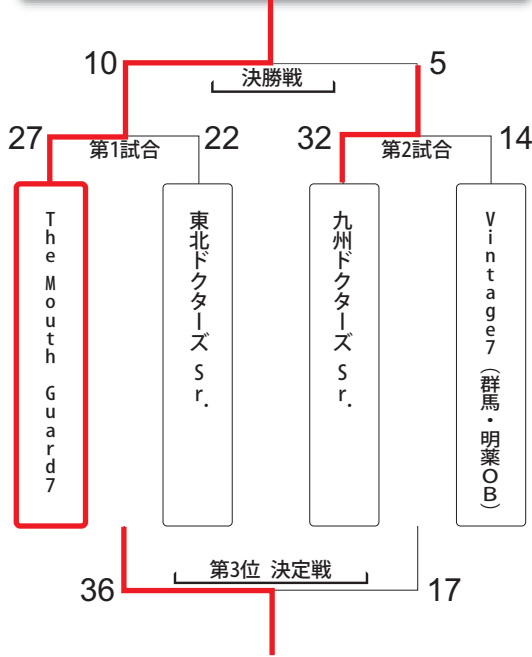 10
5
決勝戦
27
第1試合
22
32
第2試合
14
The Mouth Guard7
東北ドクターズ Sr.
九州ドクターズ Sr.
Vintage7（群馬・明薬OB）
第3位 決定戦
36
17